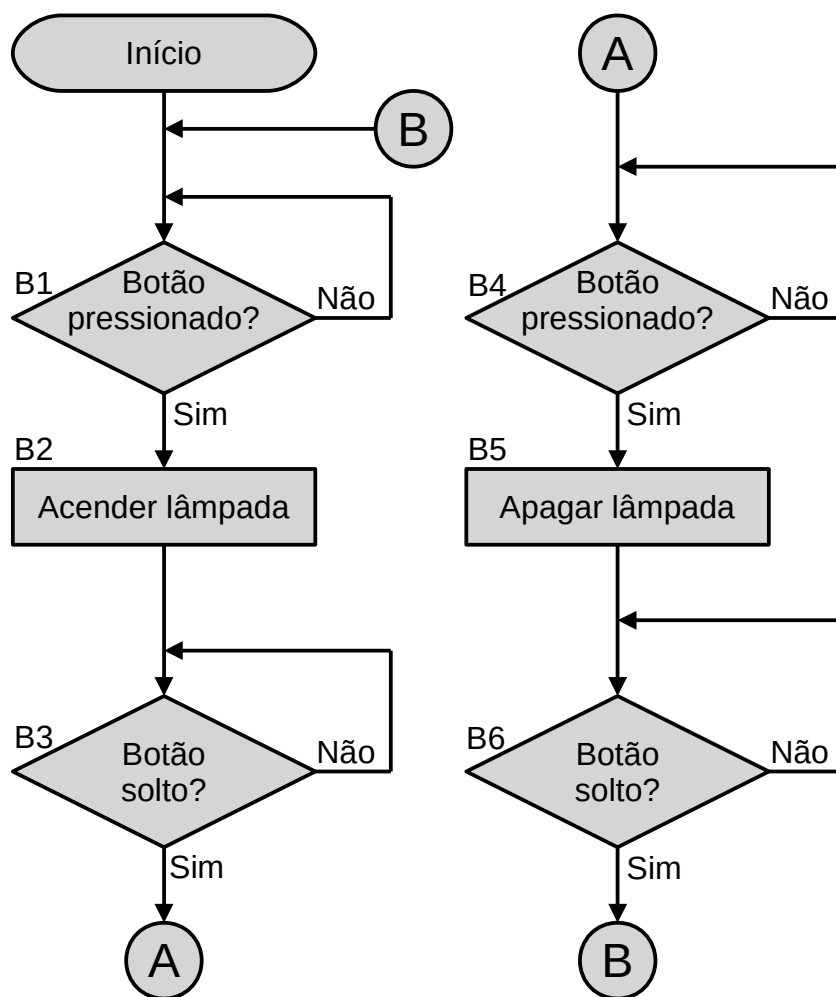 Início
B
B1
Botão
pressionado?
Não
Sim
B2
Acender lâmpada
B3
Botão
solto?
Não
Sim
A
A
B4
Botão
pressionado?
Não
Sim
B5
Apagar lâmpada
B6
Botão
solto?
Não
Sim
B